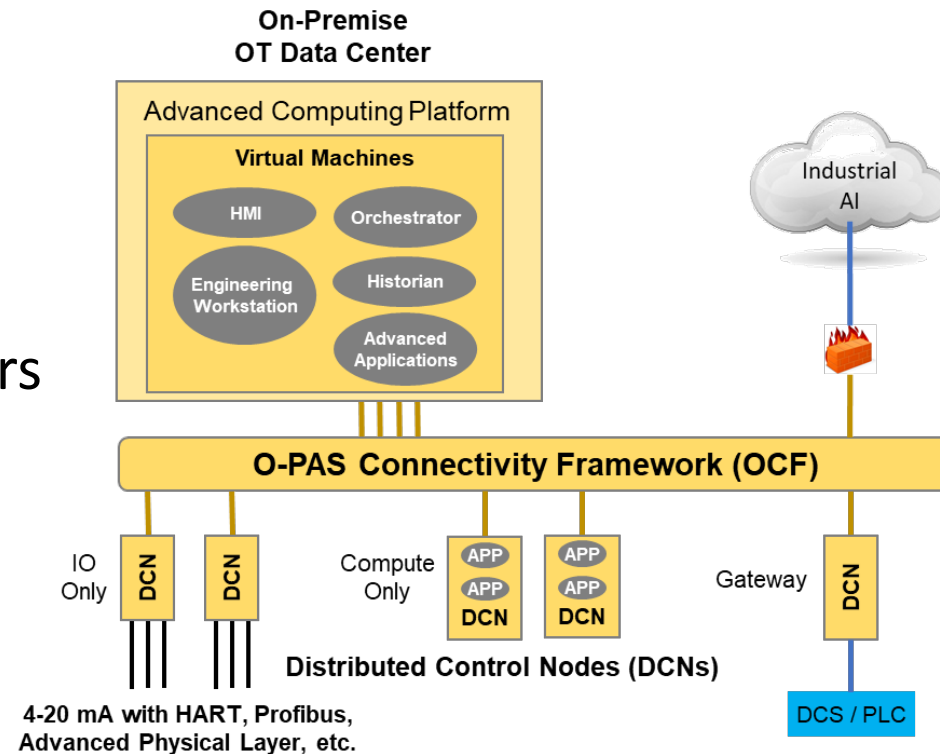 On-Premise
OT Data Center
Advanced Computing Platform
Virtual Machines
HMI
Orchestrator
Engineering
Workstation
Historian
Advanced
Applications
Industrial
AI
rs
O-PAS Connectivity Framework (OCF)
IO
Only
DCN
DCN
Compute
Only
APP
APP
DCN
APP
APP
DCN
Gateway
DCN
Distributed Control Nodes (DCNs)
4-20 mA with HART, Profibus,
Advanced Physical Layer, etc.
DCS / PLC